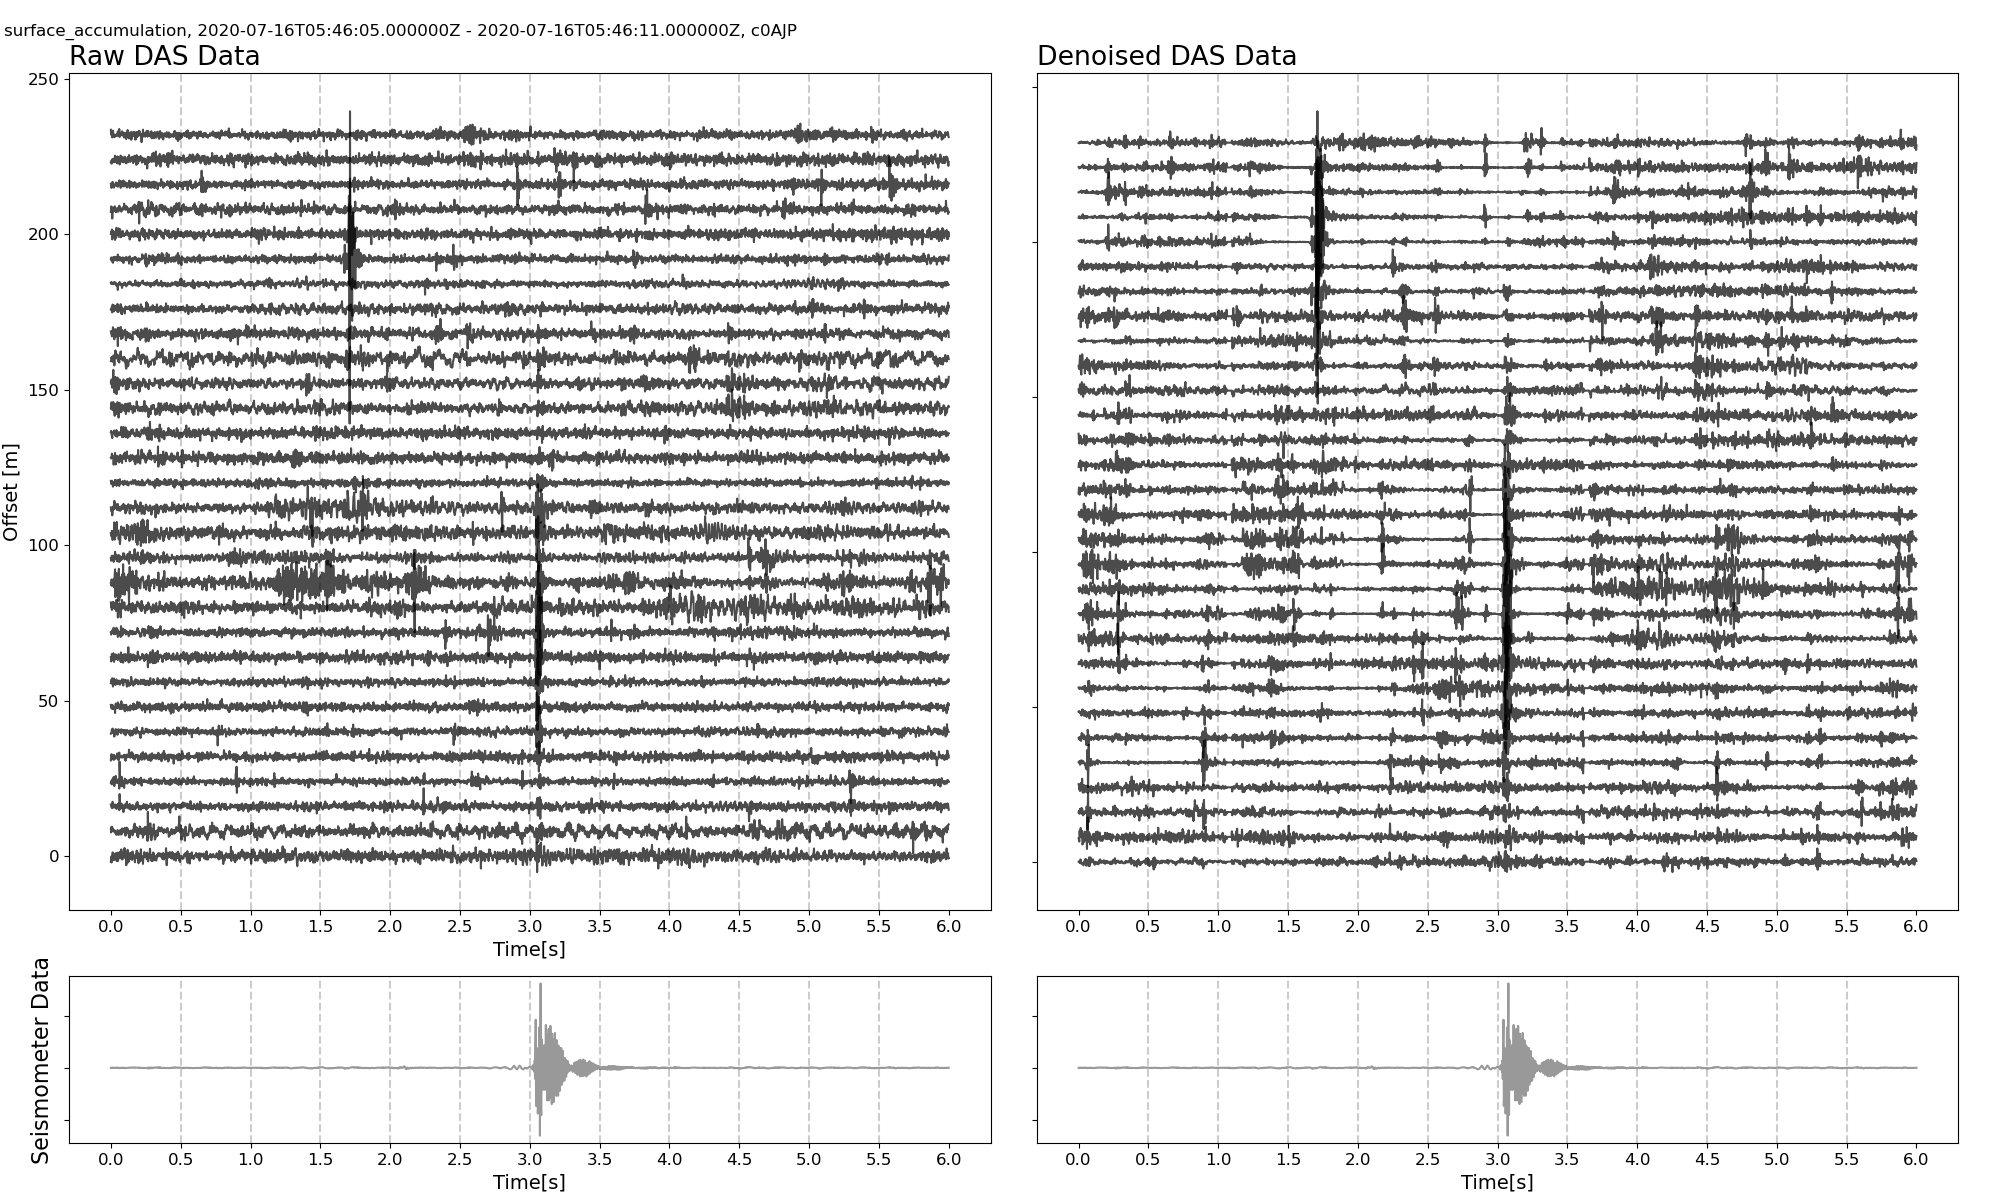 surface_accumulation, 2020-07-16T05:46:05.000000Z - 2020-07-16T05:46:11.000000Z, c0AJP
Raw DAS Data
Denoised DAS Data
250
200
150
100
50
0
Offset [m]
0.0 0.5 1.0 1.5 2.0 2.5 3.0 3.5 4.0 4.5 5.0 5.5 6.0
Time[s]
0.0 0.5 1.0 1.5 2.0 2.5 3.0 3.5 4.0 4.5 5.0 5.5 6.0
Seismometer Data
0.0 0.5 1.0 1.5 2.0 2.5 3.0 3.5 4.0 4.5 5.0 5.5 6.0
Time[s]
0.0 0.5 1.0 1.5 2.0 2.5 3.0 3.5 4.0 4.5 5.0 5.5 6.0
Time[s]